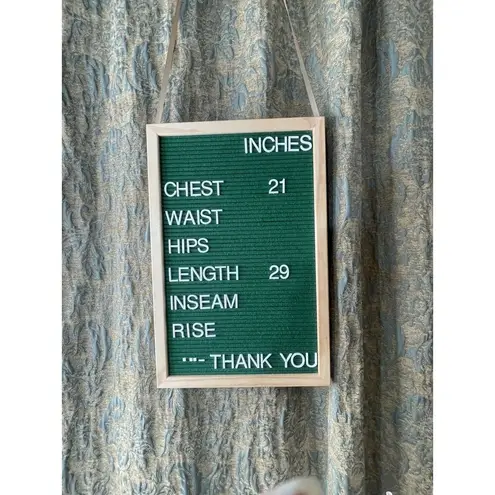 INCHES
CHEST 21
WAIST
HIPS
LENGTH 29
INSEAM
RISE
THANK YOU